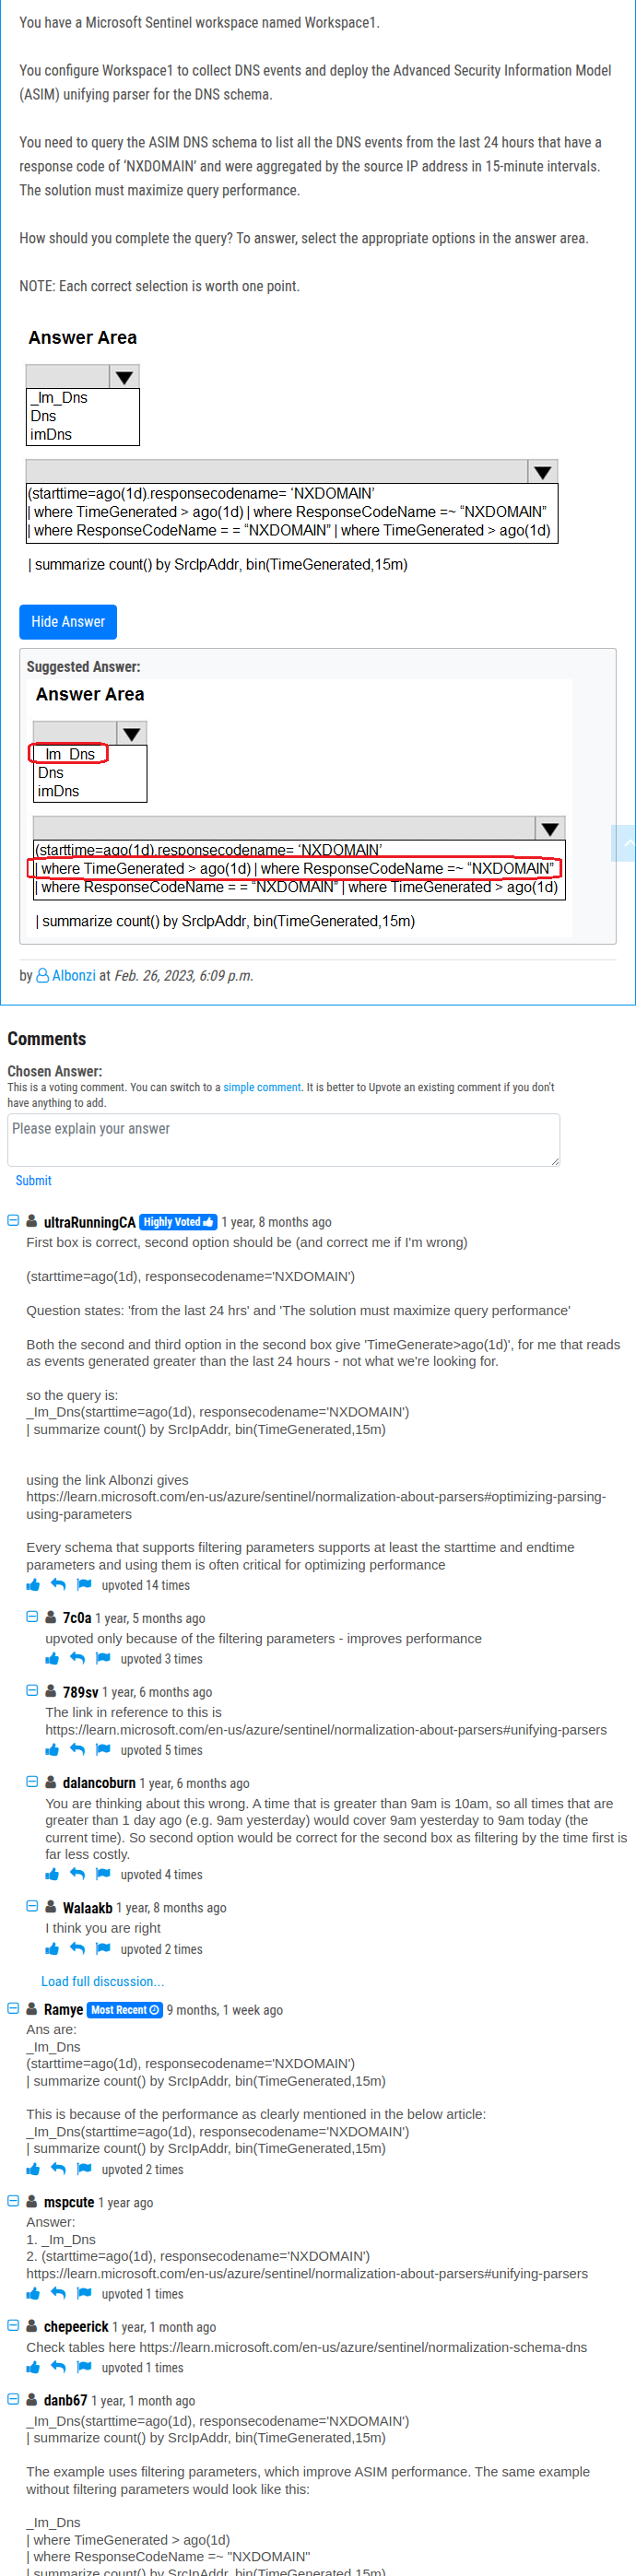 You have a Microsoft Sentinel workspace named Workspace1.
You configure Workspace1 to collect DNS events and deploy the Advanced Security Information Model
(ASIM) unifying parser for the DNS schema.
You need to query the ASIM DNS schema to list all the DNS events from the last 24 hours that have a
response code of ‘NXDOMAIN’ and were aggregated by the source IP address in 15-minute intervals.
The solution must maximize query performance.
How should you complete the query? To answer, select the appropriate options in the answer area.
NOTE: Each correct selection is worth one point.
Answer Area
_Im_Dns
Dns
imDns
(starttime=ago(1d).responsecodename= ‘NXDOMAIN’
| where TimeGenerated > ago(1d) | where ResponseCodeName =~ “NXDOMAIN”
| where ResponseCodeName = = “NXDOMAIN” | where TimeGenerated > ago(1d)
| summarize count() by SrcIpAddr, bin(TimeGenerated,15m)
Hide Answer
Suggested Answer:
Answer Area
_Im_Dns
Dns
imDns
(starttime=ago(1d).responsecodename= ‘NXDOMAIN’
| where TimeGenerated > ago(1d) | where ResponseCodeName =~ “NXDOMAIN”
| where ResponseCodeName = = “NXDOMAIN” | where TimeGenerated > ago(1d)
| summarize count() by SrcIpAddr, bin(TimeGenerated,15m)
by Albonzi at Feb. 26, 2023, 6:09 p.m.
Comments
Chosen Answer:
This is a voting comment. You can switch to a simple comment. It is better to Upvote an existing comment if you don't
have anything to add.
Please explain your answer
Submit
ultraRunningCA Highly Voted 1 year, 8 months ago
First box is correct, second option should be (and correct me if I'm wrong)
(starttime=ago(1d), responsecodename='NXDOMAIN')
Question states: 'from the last 24 hrs' and 'The solution must maximize query performance'
Both the second and third option in the second box give 'TimeGenerate>ago(1d)', for me that reads
as events generated greater than the last 24 hours - not what we're looking for.
so the query is:
_Im_Dns(starttime=ago(1d), responsecodename='NXDOMAIN')
| summarize count() by SrcIpAddr, bin(TimeGenerated,15m)
using the link Albonzi gives
https://learn.microsoft.com/en-us/azure/sentinel/normalization-about-parsers#optimizing-parsing-
using-parameters
Every schema that supports filtering parameters supports at least the starttime and endtime
parameters and using them is often critical for optimizing performance
upvoted 14 times
7c0a 1 year, 5 months ago
upvoted only because of the filtering parameters - improves performance
upvoted 3 times
789sv 1 year, 6 months ago
The link in reference to this is
https://learn.microsoft.com/en-us/azure/sentinel/normalization-about-parsers#unifying-parsers
upvoted 5 times
dalancoburn 1 year, 6 months ago
You are thinking about this wrong. A time that is greater than 9am is 10am, so all times that are
greater than 1 day ago (e.g. 9am yesterday) would cover 9am yesterday to 9am today (the
current time). So second option would be correct for the second box as filtering by the time first is
far less costly.
upvoted 4 times
Walaakb 1 year, 8 months ago
I think you are right
upvoted 2 times
Load full discussion...
Ramye Most Recent 9 months, 1 week ago
Ans are:
_Im_Dns
(starttime=ago(1d), responsecodename='NXDOMAIN')
| summarize count() by SrcIpAddr, bin(TimeGenerated,15m)
This is because of the performance as clearly mentioned in the below article:
_Im_Dns(starttime=ago(1d), responsecodename='NXDOMAIN')
| summarize count() by SrcIpAddr, bin(TimeGenerated,15m)
upvoted 2 times
mspcute 1 year ago
Answer:
1. _Im_Dns
2. (starttime=ago(1d), responsecodename='NXDOMAIN')
https://learn.microsoft.com/en-us/azure/sentinel/normalization-about-parsers#unifying-parsers
upvoted 1 times
chepeerick 1 year, 1 month ago
Check tables here https://learn.microsoft.com/en-us/azure/sentinel/normalization-schema-dns
upvoted 1 times
danb67 1 year, 1 month ago
_Im_Dns(starttime=ago(1d), responsecodename='NXDOMAIN')
| summarize count() by SrcIpAddr, bin(TimeGenerated,15m)
The example uses filtering parameters, which improve ASIM performance. The same example
without filtering parameters would look like this:
_Im_Dns
| where TimeGenerated > ago(1d)
| where ResponseCodeName =~ "NXDOMAIN"
| summarize count() by SrcIpAddr, bin(TimeGenerated,15m)